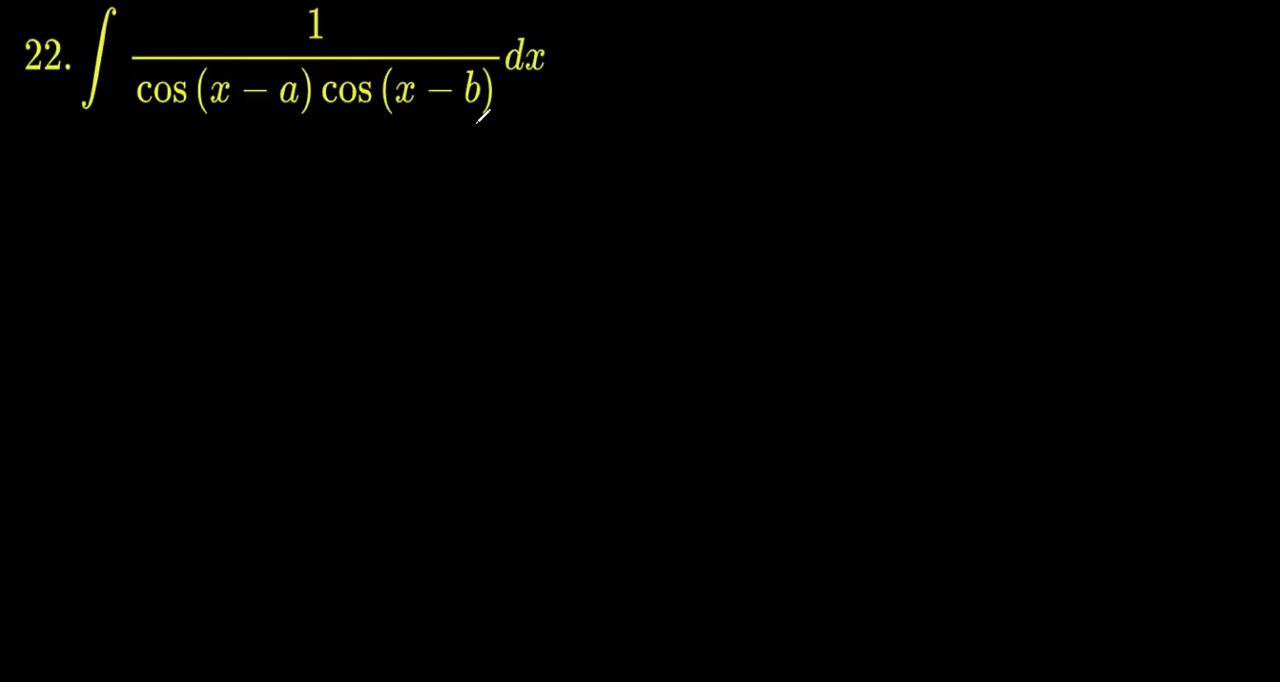 22. ∫ 1 / (cos (x − a) cos (x − b)) dx